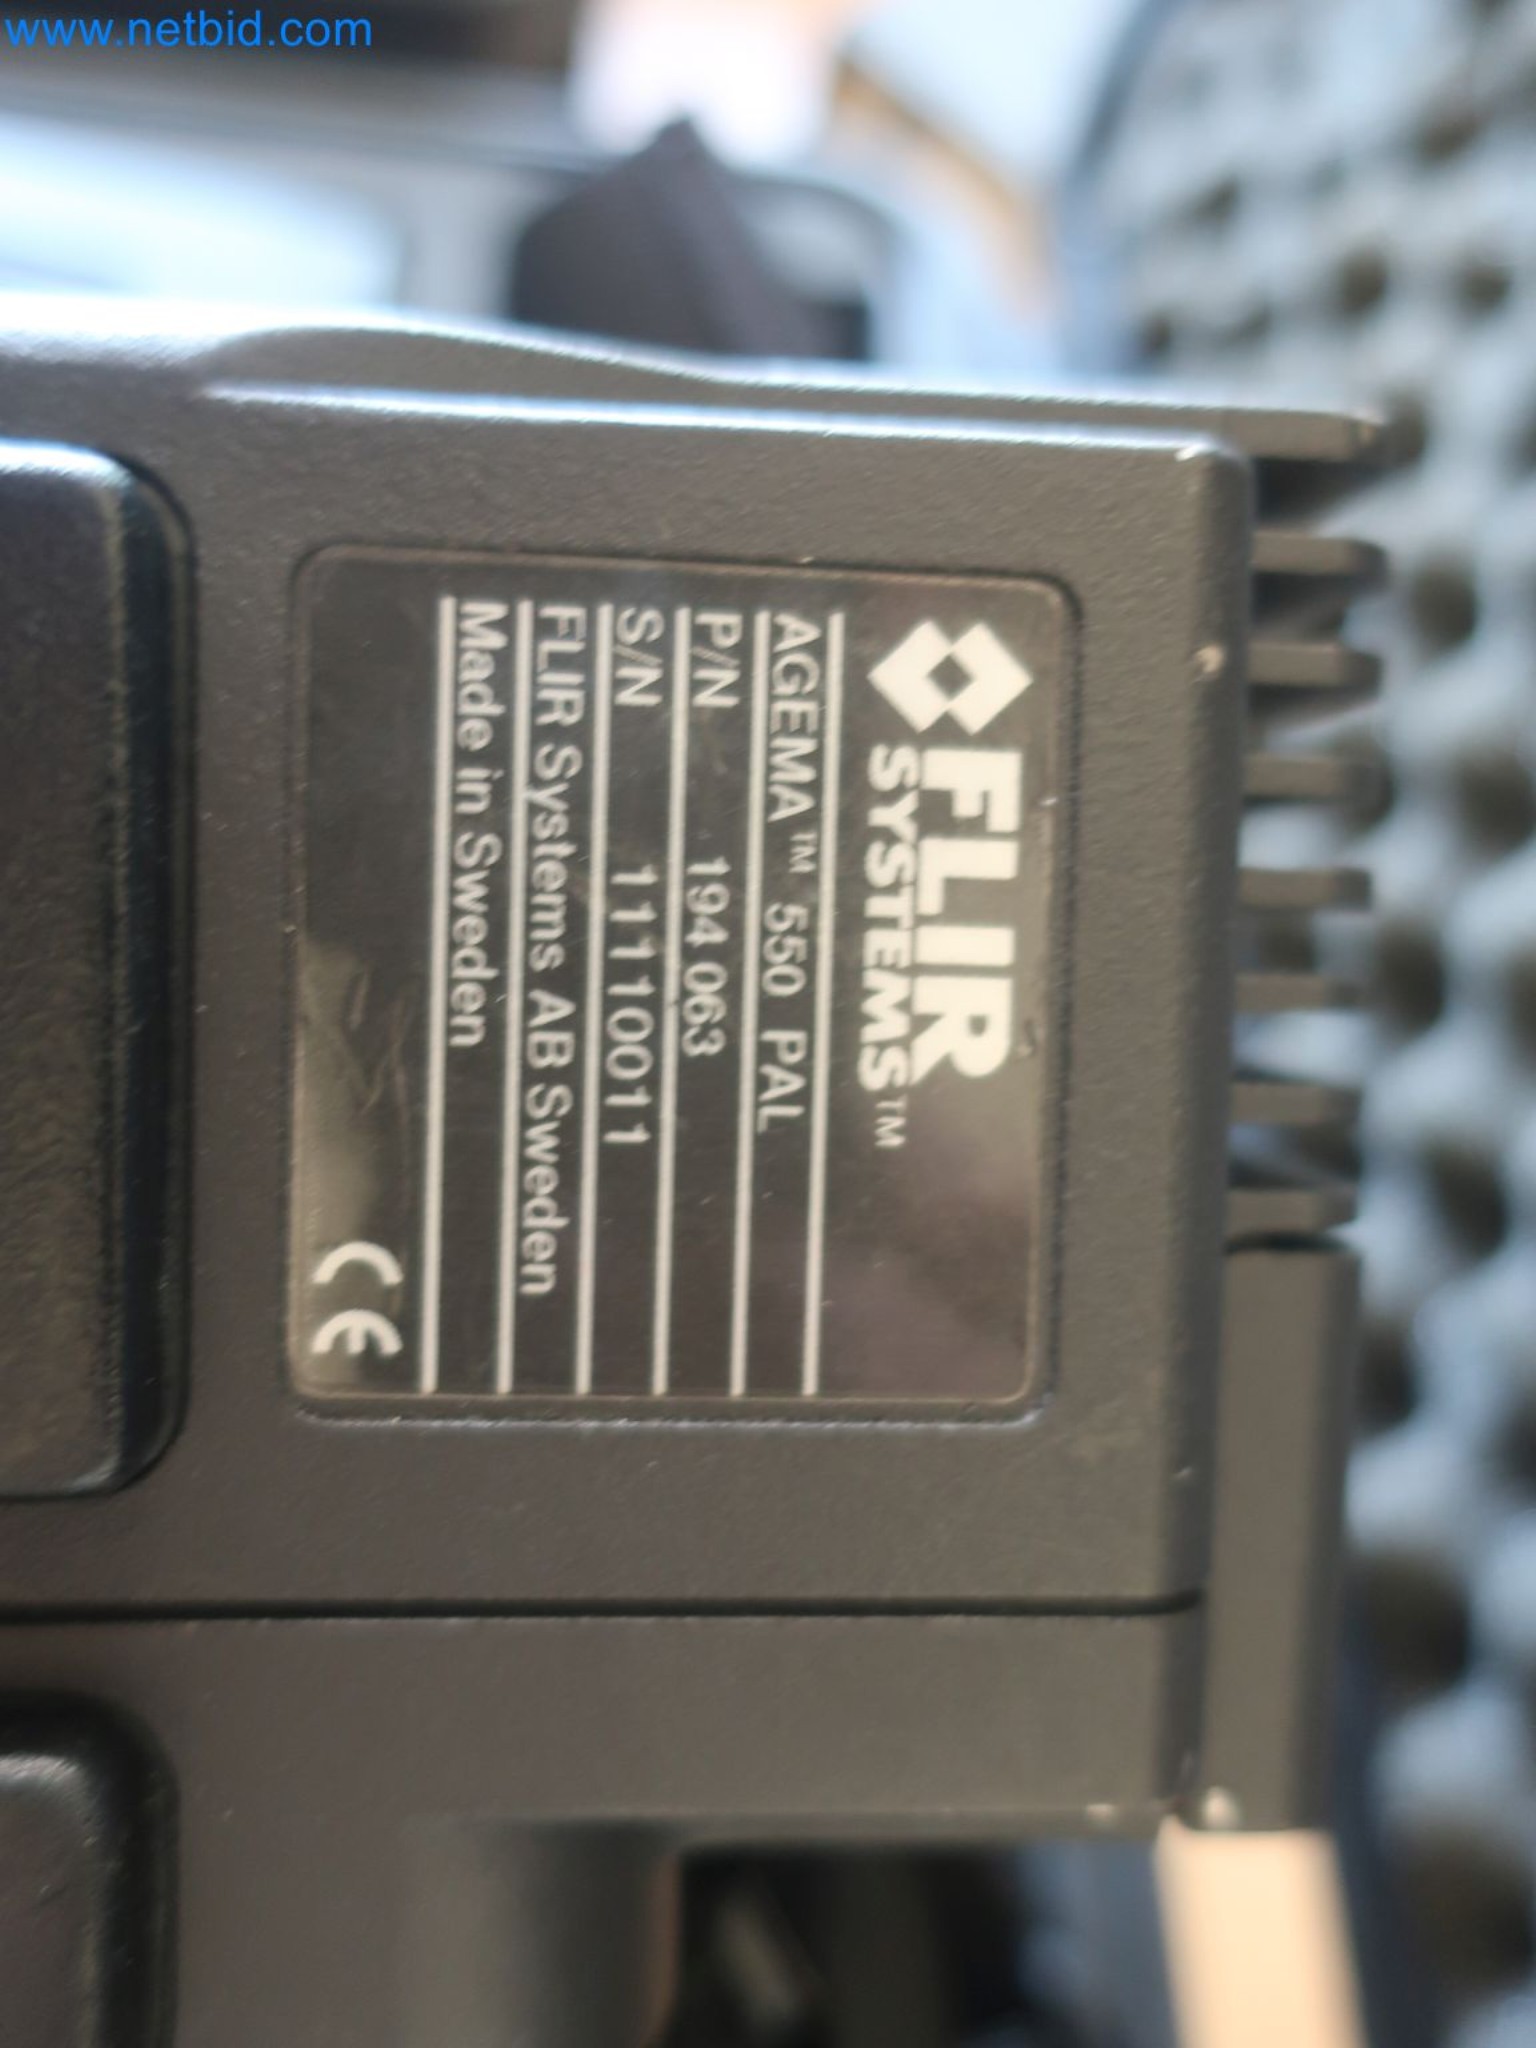 www.netbid.com
FLIR
SYSTEMS™
AGEMA™ 550 PAL
P/N 194 063
S/N 11110011
FLIR Systems AB Sweden
Made in Sweden
CE